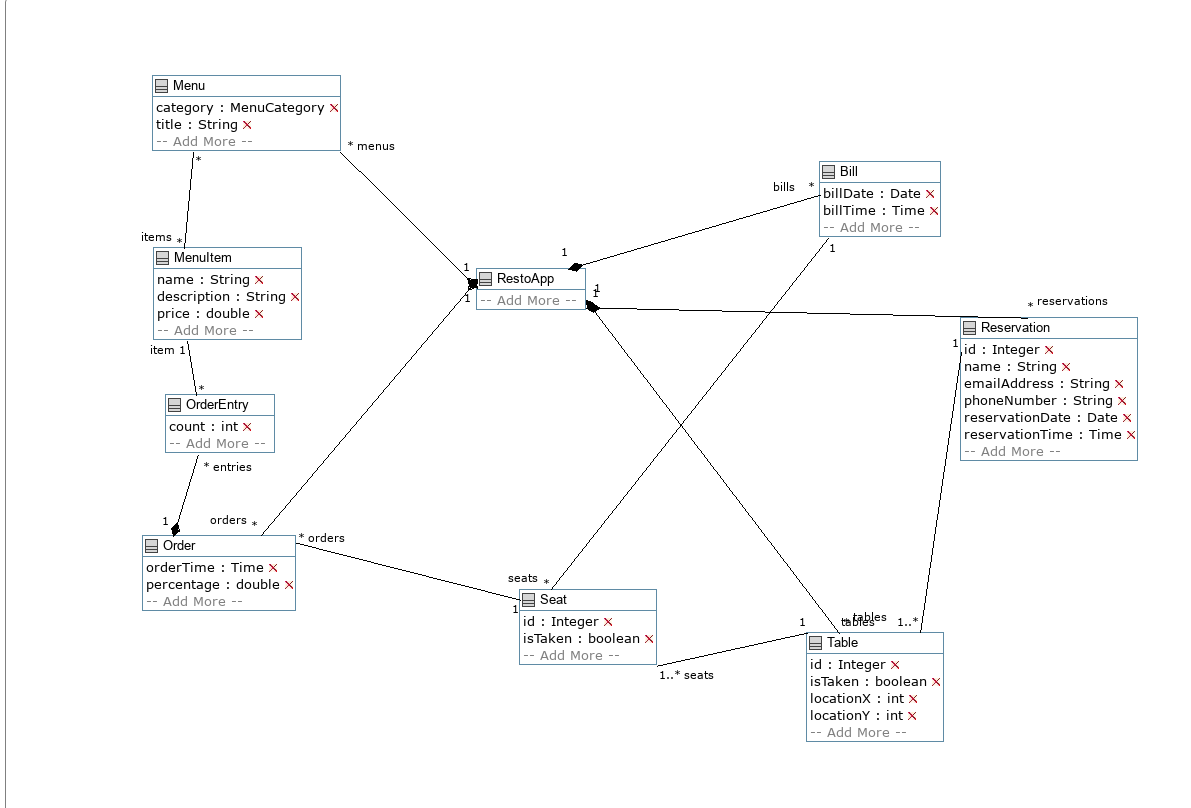 Menu
category : MenuCategory
title : String
-- Add More --
*
* menus
items *
MenuItem
name : String
description : String
price : double
-- Add More --
item 1
*
OrderEntry
count : int
-- Add More --
* entries
1
orders *
Order
orderTime : Time
percentage : double
-- Add More --
* orders
1
1
RestoApp
-- Add More --
1
1
1
bills *
Bill
billDate : Date
billTime : Time
-- Add More --
1
* reservations
Reservation
1
id : Integer
name : String
emailAddress : String
phoneNumber : String
reservationDate : Date
reservationTime : Time
-- Add More --
seats *
1
Seat
id : Integer
isTaken : boolean
-- Add More --
1..* seats
1
* tables
tables 1..*
Table
id : Integer
isTaken : boolean
locationX : int
locationY : int
-- Add More --